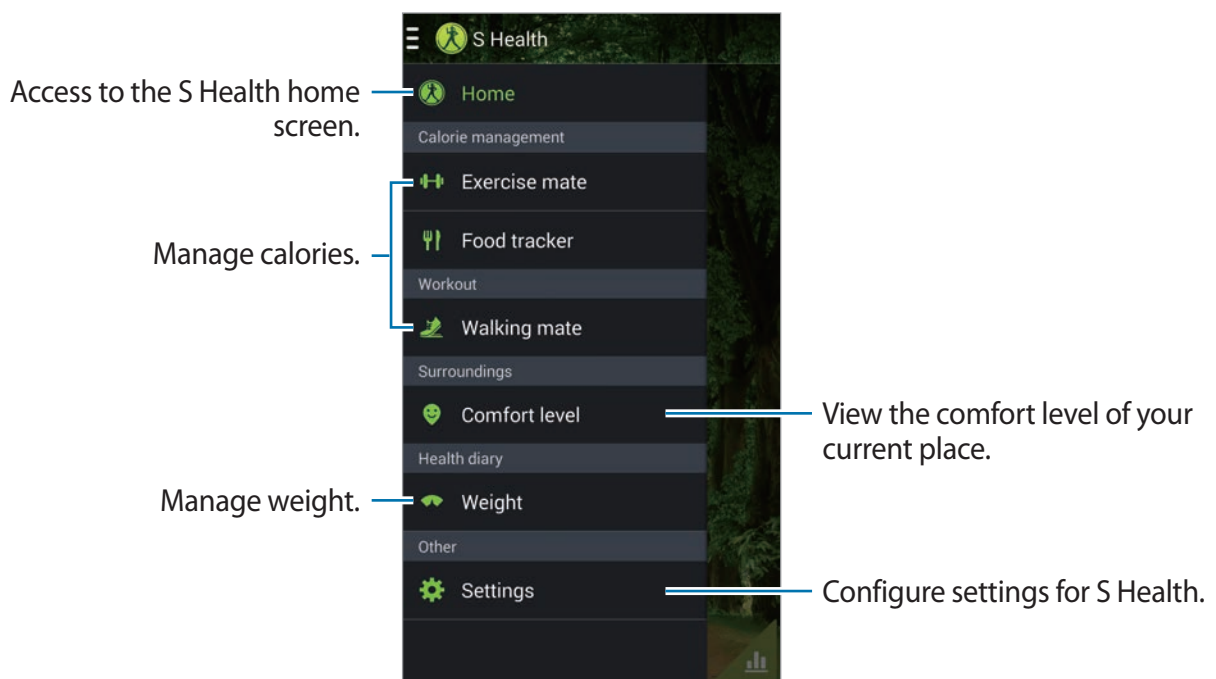 S Health
Access to the S Health home
screen.
Home
Calorie management
Exercise mate
Manage calories.
Food tracker
Workout
Walking mate
Surroundings
Comfort level
View the comfort level of your
current place.
Health diary
Manage weight.
Weight
Other
Settings
Configure settings for S Health.